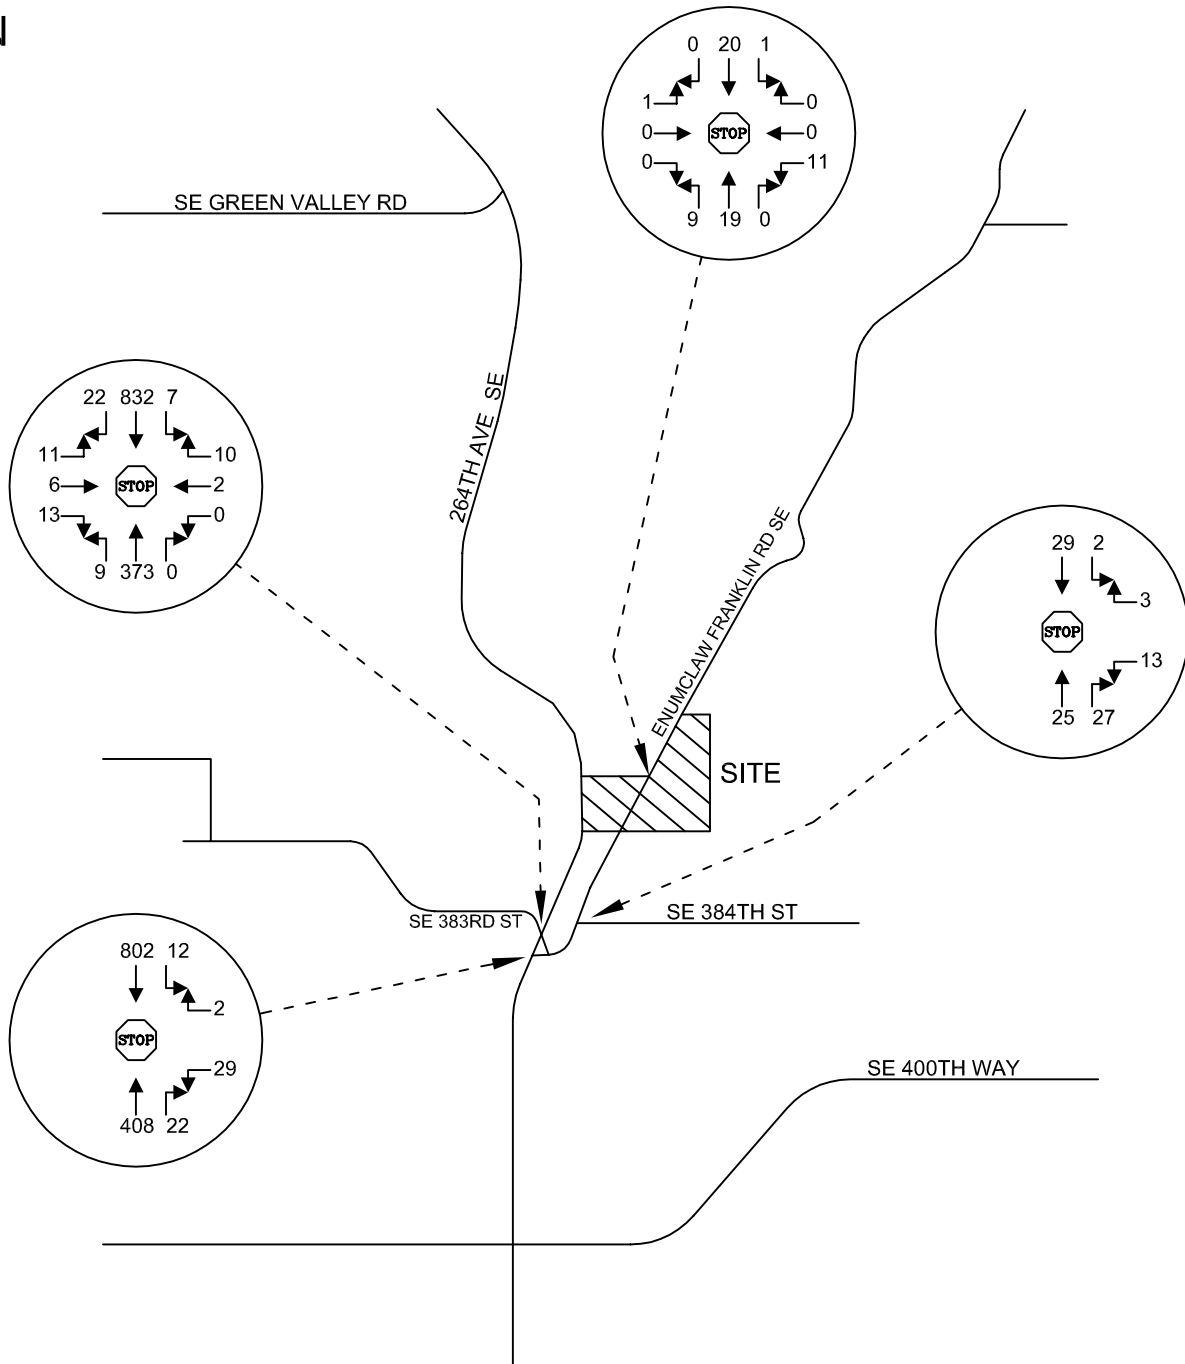 N
0 20 1
1 0
0 STOP 0
0 11
9 19 0
SE GREEN VALLEY RD
264TH AVE SE
22 832 7
11 10
6 STOP 2
13 0
9 373 0
ENUMCLAW FRANKLIN RD SE
29 2
3
STOP
13
25 27
SITE
SE 383RD ST
SE 384TH ST
802 12
2
STOP
29
408 22
SE 400TH WAY